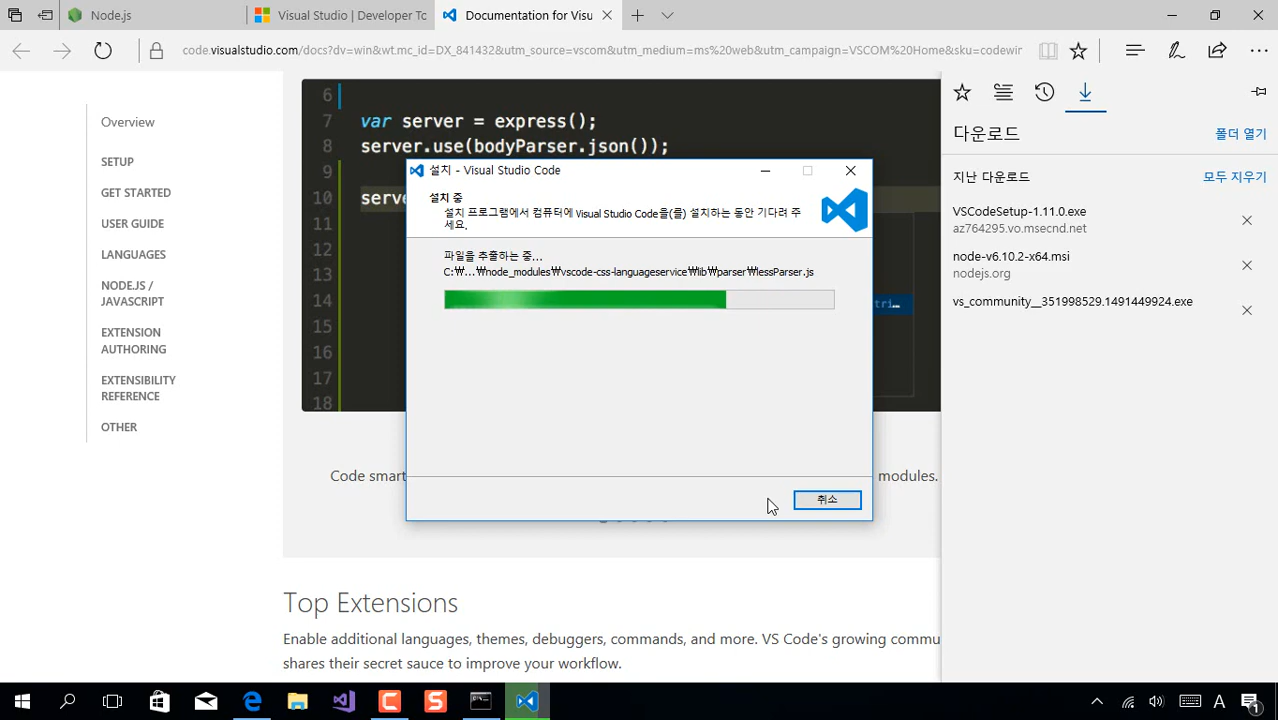 Node.js
Visual Studio | Developer To
Documentation for Visu
code.visualstudio.com/docs?dv=win&wt.mc_id=DX_841432&utm_source=vscom&utm_medium=ms%20web&utm_campaign=VSCOM%20Home&sku=codewin
Overview
SETUP
GET STARTED
USER GUIDE
LANGUAGES
NODE.JS /
JAVASCRIPT
EXTENSION
AUTHORING
EXTENSIBILITY
REFERENCE
OTHER
6
7 var server = express();
8 server.use(bodyParser.json());
9
10 serve
11
12
13
14
15
16
17
18
tri…
설치 - Visual Studio Code
설치 중
설치 프로그램에서 컴퓨터에 Visual Studio Code을(를) 설치하는 동안 기다려 주
세요.
파일을 추출하는 중...
C:₩...₩node_modules₩vscode-css-languageservice₩lib₩parser₩lessParser.js
취소
Code smart
modules.
Top Extensions
Enable additional languages, themes, debuggers, commands, and more. VS Code's growing commu
shares their secret sauce to improve your workflow.
다운로드
폴더 열기
지난 다운로드
모두 지우기
VSCodeSetup-1.11.0.exe
az764295.vo.msecnd.net
node-v6.10.2-x64.msi
nodejs.org
vs_community__351998529.1491449924.exe
A
1